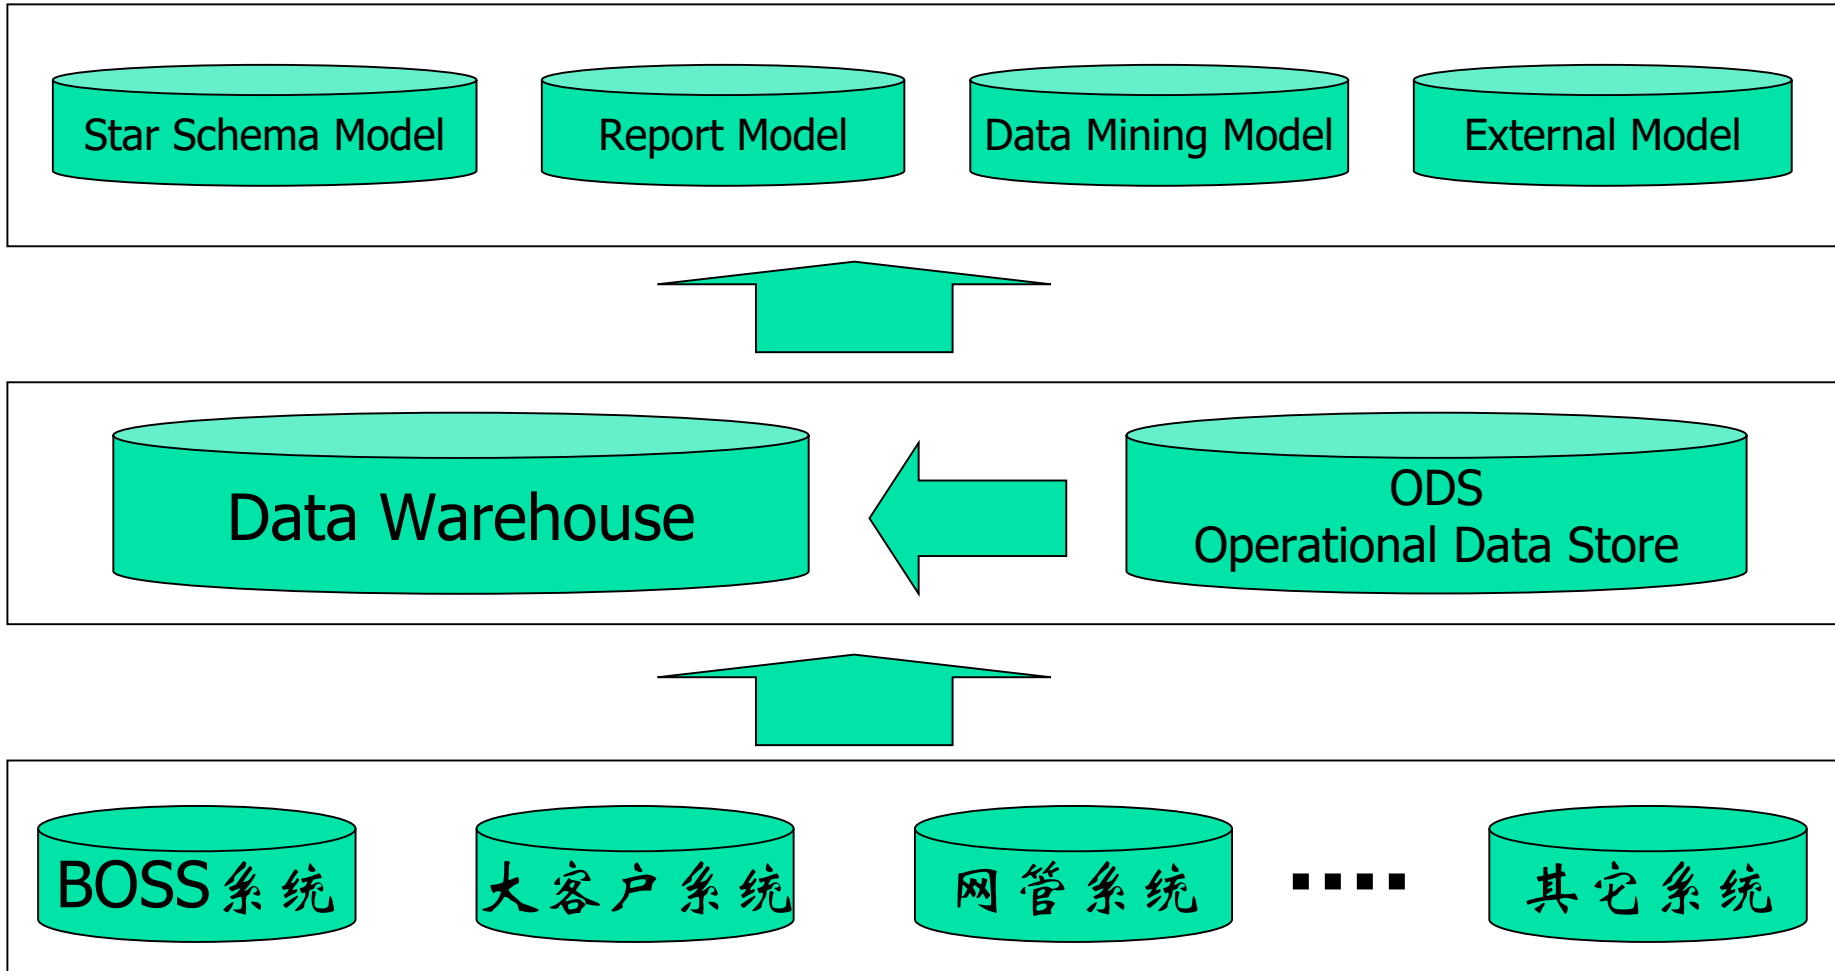 Star Schema Model
Report Model
Data Mining Model
External Model
Data Warehouse
ODS
Operational Data Store
BOSS系统
大客户系统
网管系统
....
其它系统